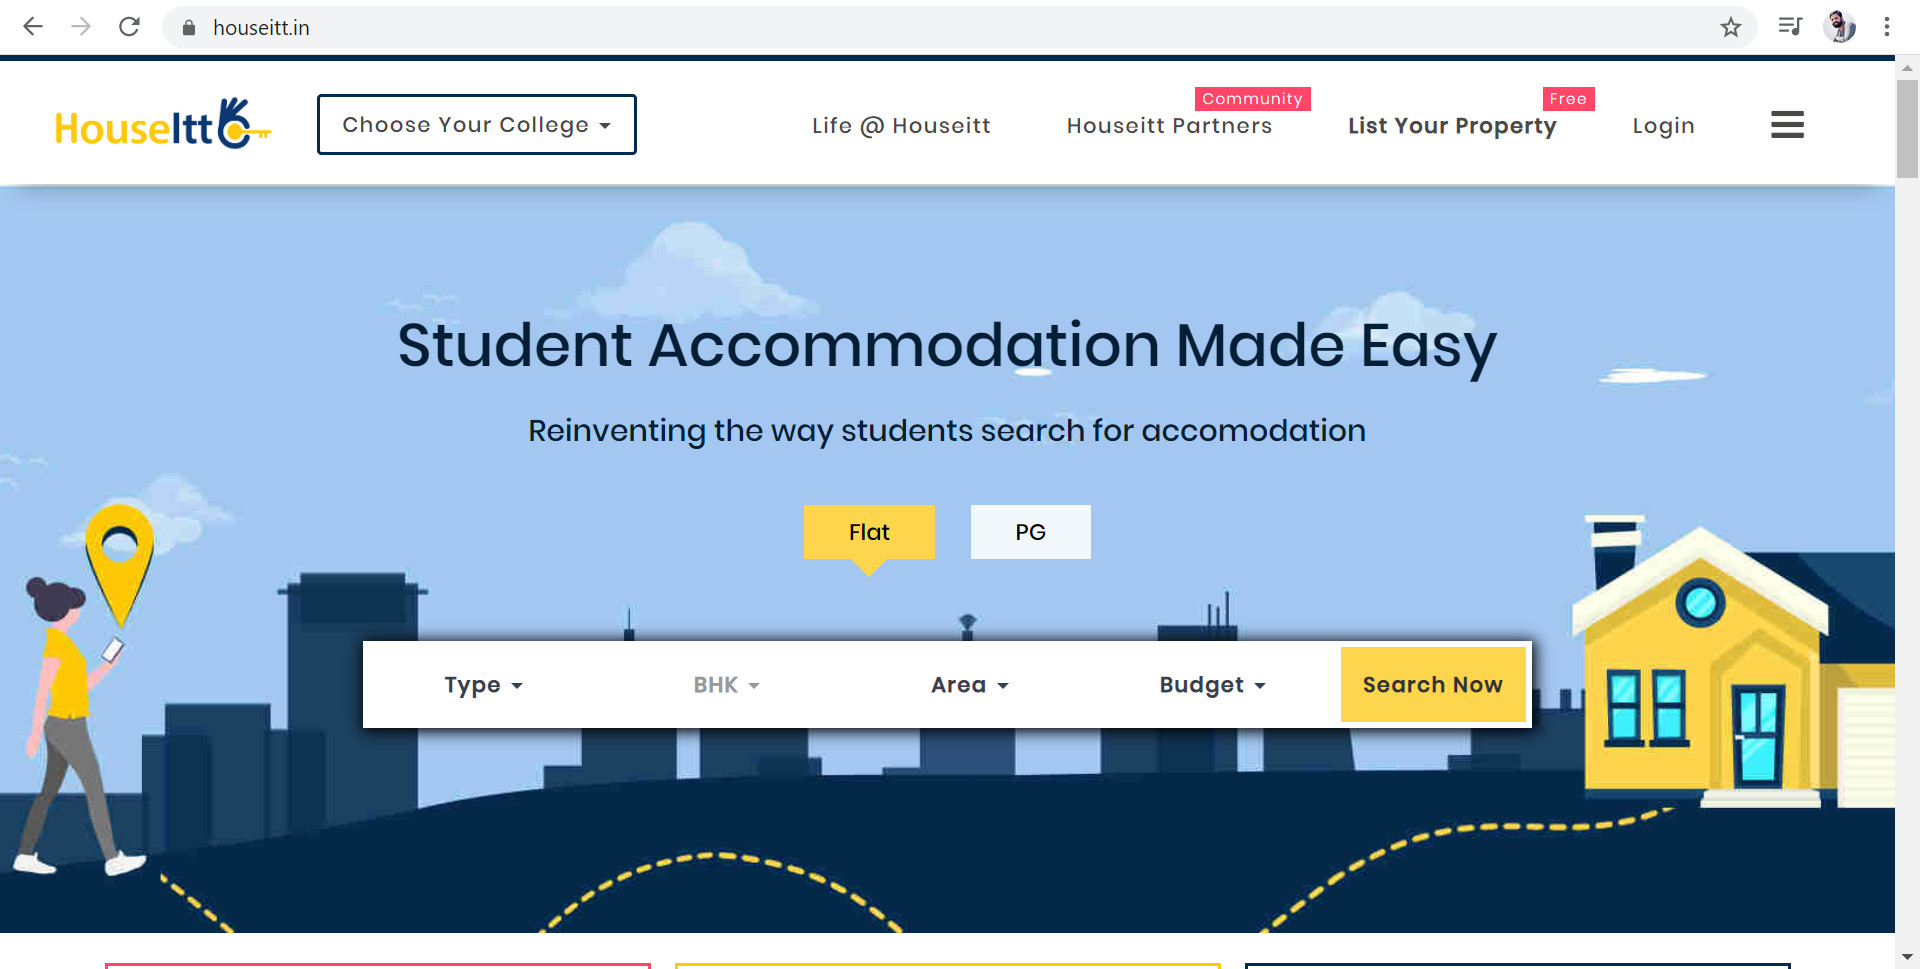 houseitt.in
HouseItt
Choose Your College
Life @ Houseitt
Community
Houseitt Partners
Free
List Your Property
Login
Student Accommodation Made Easy
Reinventing the way students search for accomodation
Flat
PG
Type
BHK
Area
Budget
Search Now